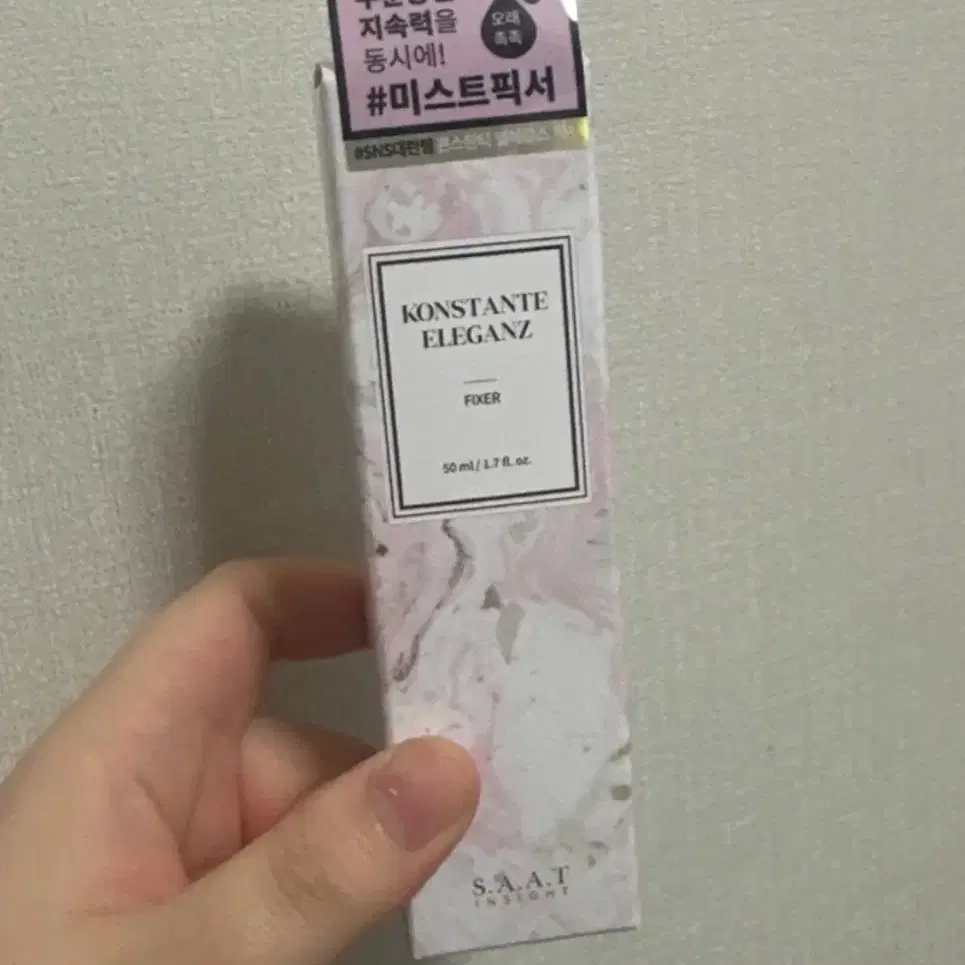 지속력을
동시에!
#미스트픽서
오래
촉촉
#SNS대란템
KONSTANTE
ELEGANZ
FIXER
50 ml / 1.7 fl. oz.
S.A.A.T
INSIGHT